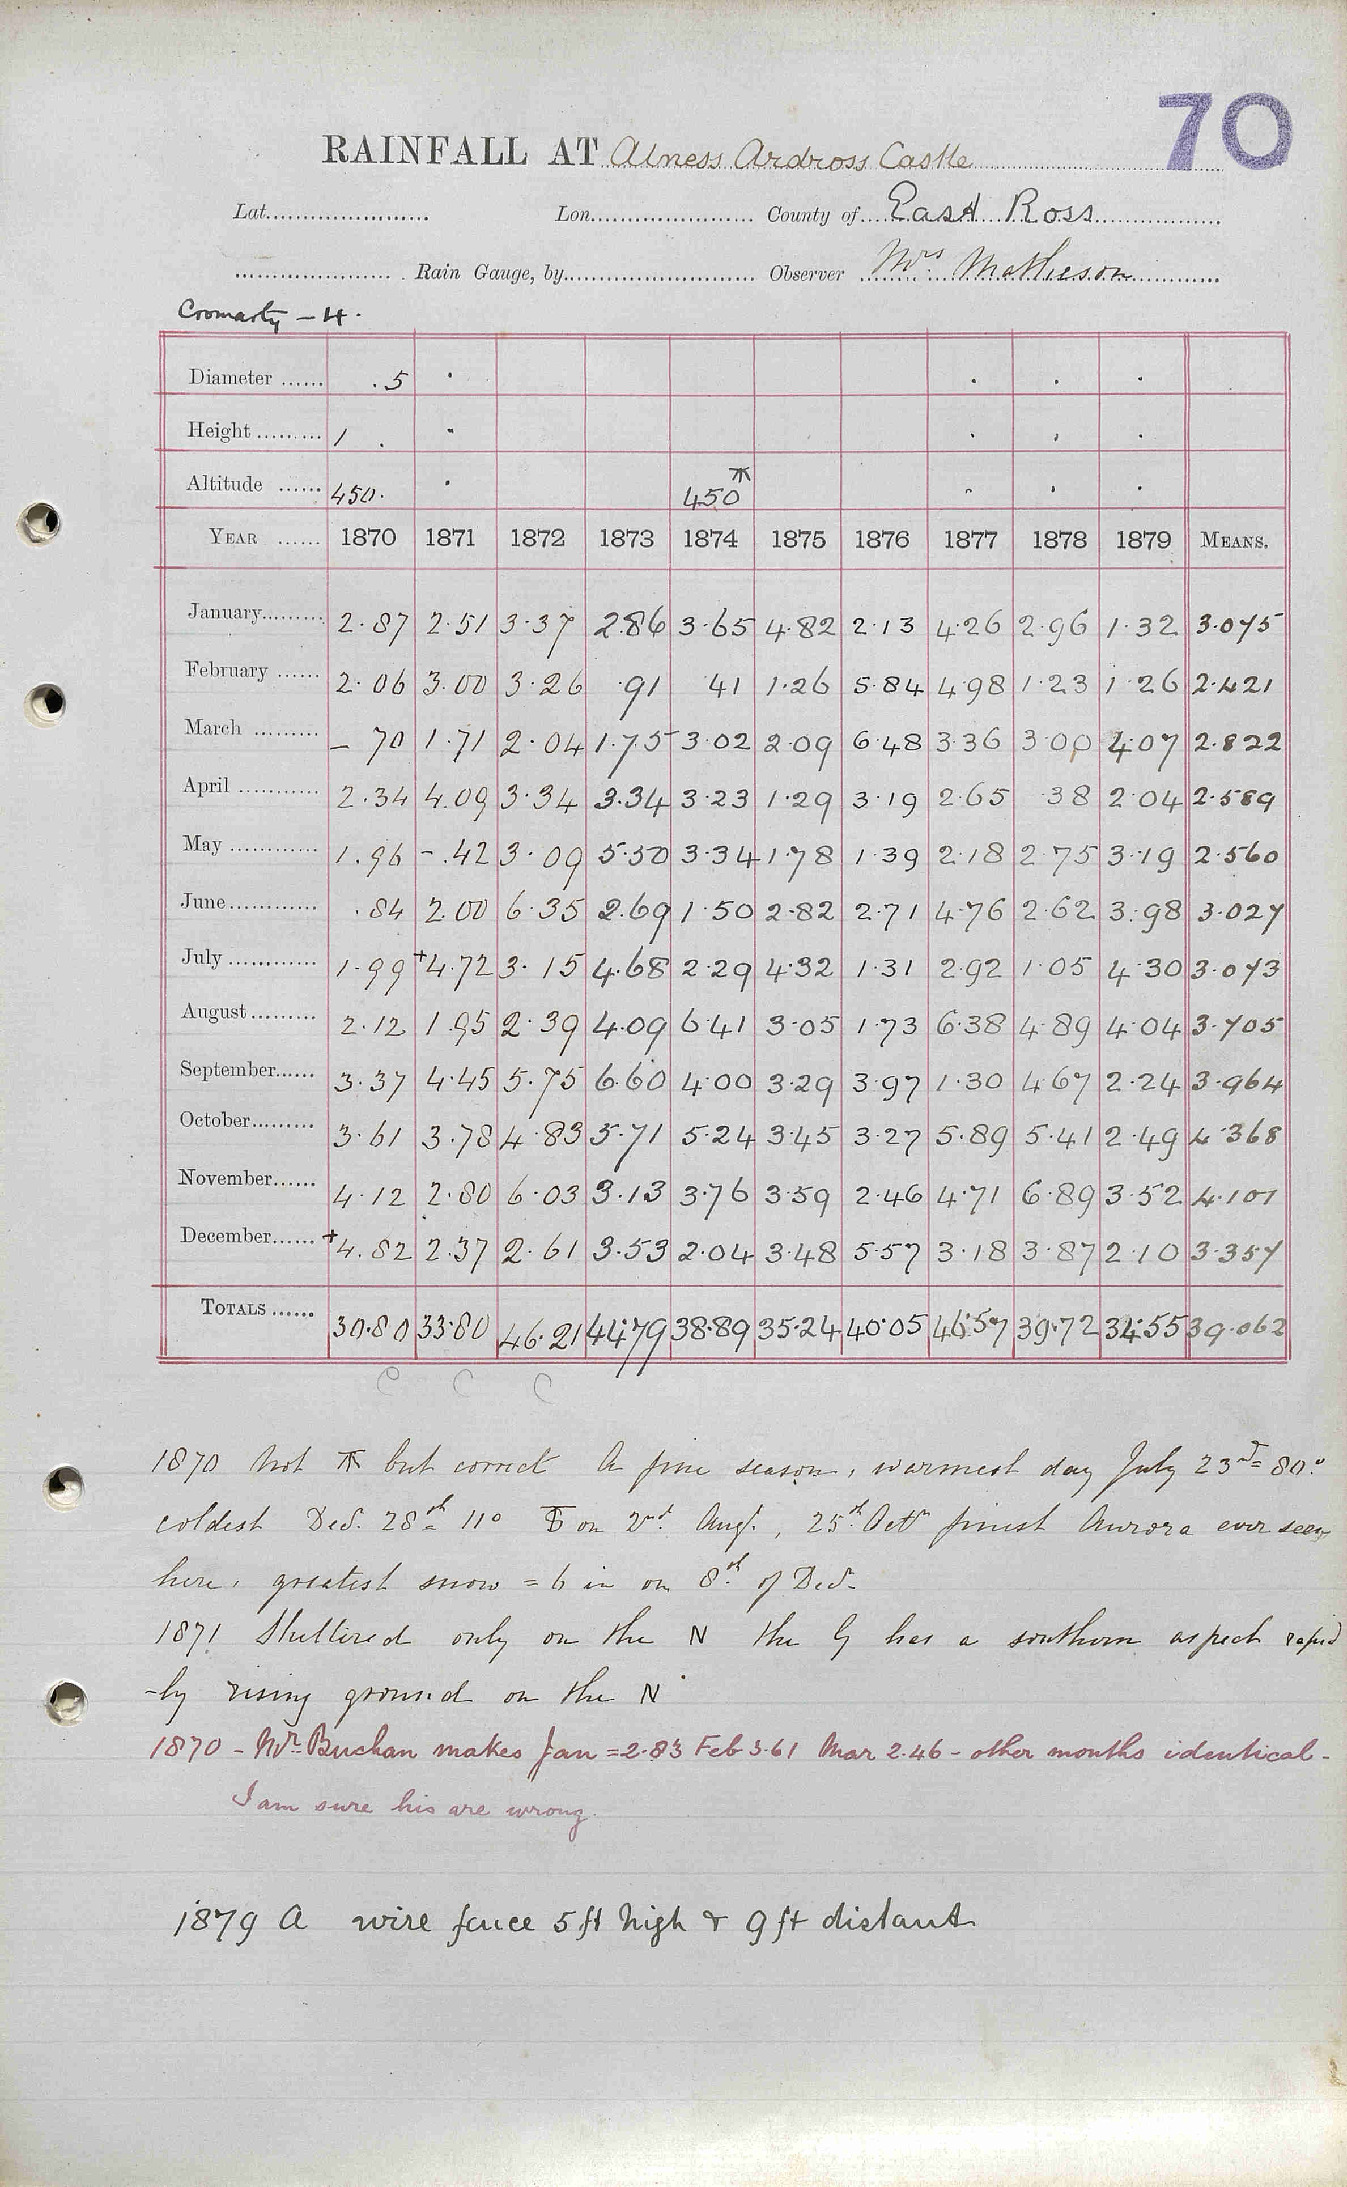 70
RAINFALL AT Alness Ardross Castle
Lat. Lon. County of East Ross
Rain Gauge, by Observer Mrs Matheson
Cromarty - 4.
Diameter .5
Height 1
Altitude 450. 450
YEAR 1870 1871 1872 1873 1874 1875 1876 1877 1878 1879 MEANS.
January 2.87 2.51 3.37 2.86 3.65 4.82 2.13 4.26 2.96 1.32 3.075
February 2.06 3.00 3.26 .91 41 1.26 5.84 4.98 1.23 1.26 2.421
March - 70 1.71 2.04 1.75 3.02 2.09 6.48 3.36 3.00 4.07 2.822
April 2.34 4.09 3.34 3.34 3.23 1.29 3.19 2.65 38 2.04 2.589
May 1.96 -.42 3.09 5.50 3.34 1.78 1.39 2.18 2.75 3.19 2.560
June .84 2.00 6.35 2.69 1.50 2.82 2.71 4.76 2.62 3.98 3.027
July 1.99 +4.72 3.15 4.68 2.29 4.32 1.31 2.92 1.05 4.30 3.073
August 2.12 1.95 2.39 4.09 6.41 3.05 1.73 6.38 4.89 4.04 3.705
September 3.37 4.45 5.75 6.60 4.00 3.29 3.97 1.30 4.67 2.24 3.964
October 3.61 3.78 4.83 5.71 5.24 3.45 3.27 5.89 5.41 2.49 4.368
November 4.12 2.80 6.03 3.13 3.76 3.59 2.46 4.71 6.89 3.52 4.101
December +4.82 2.37 2.61 3.53 2.04 3.48 5.57 3.18 3.87 2.10 3.357
TOTALS 30.80 33.80 46.21 44.79 38.89 35.24 40.05 46.57 39.72 34.55 39.062
C C C
1870 Not but correct A fine season, warmest day July 23rd = 80°
coldest Dec. 28th 11° on 2nd Aug., 25th Octr finest Aurora ever seen
here, greatest snow = 6 in on 8th of Dec.
1871 Sheltered only on the N the G has a southern aspect rapid
-ly rising ground on the N
1870 - Mr Buchan makes Jan = 2.83 Feb 3.61 Mar 2.46 - other months identical -
I am sure his are wrong.
1879 A wire fence 5 ft high & 9 ft distant